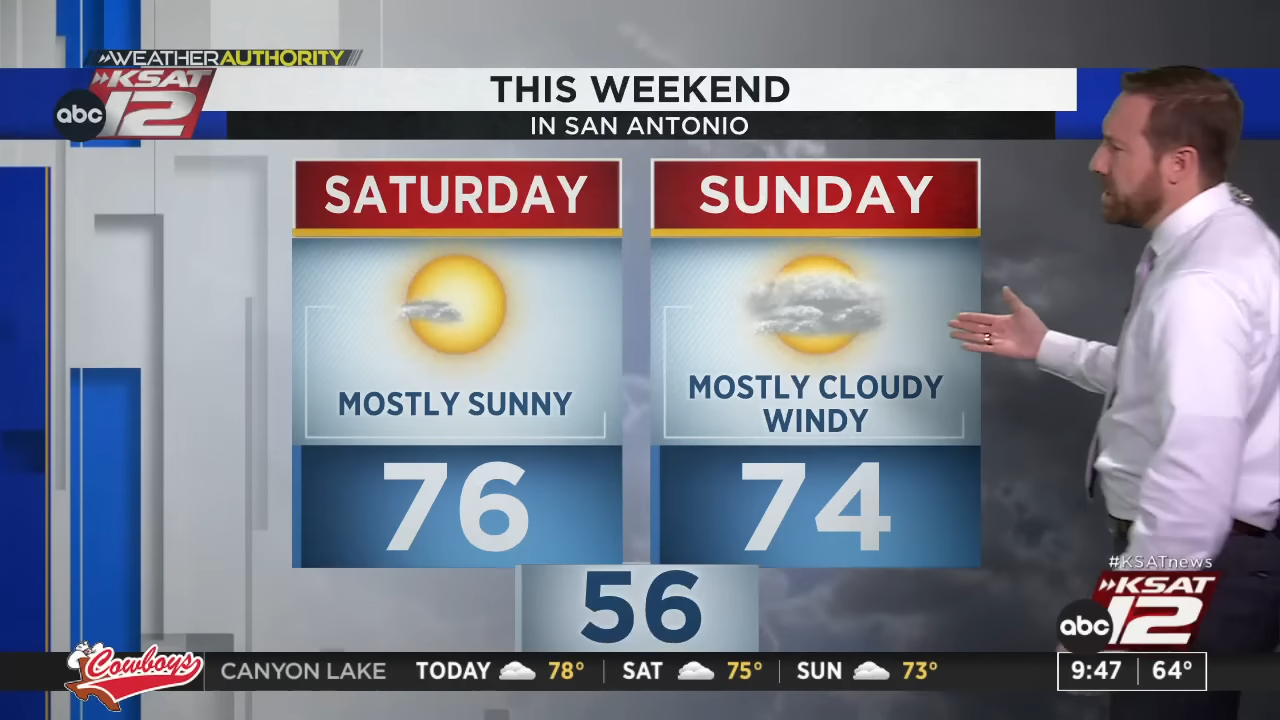 WEATHERAUTHORITY
KSAT
abc 12
THIS WEEKEND
IN SAN ANTONIO
SATURDAY
SUNDAY
MOSTLY SUNNY
MOSTLY CLOUDY
WINDY
76
74
56
#KSATnews
KSAT
abc 12
Cowboys
CANYON LAKE TODAY 78° SAT 75° SUN 73°
9:47 64°